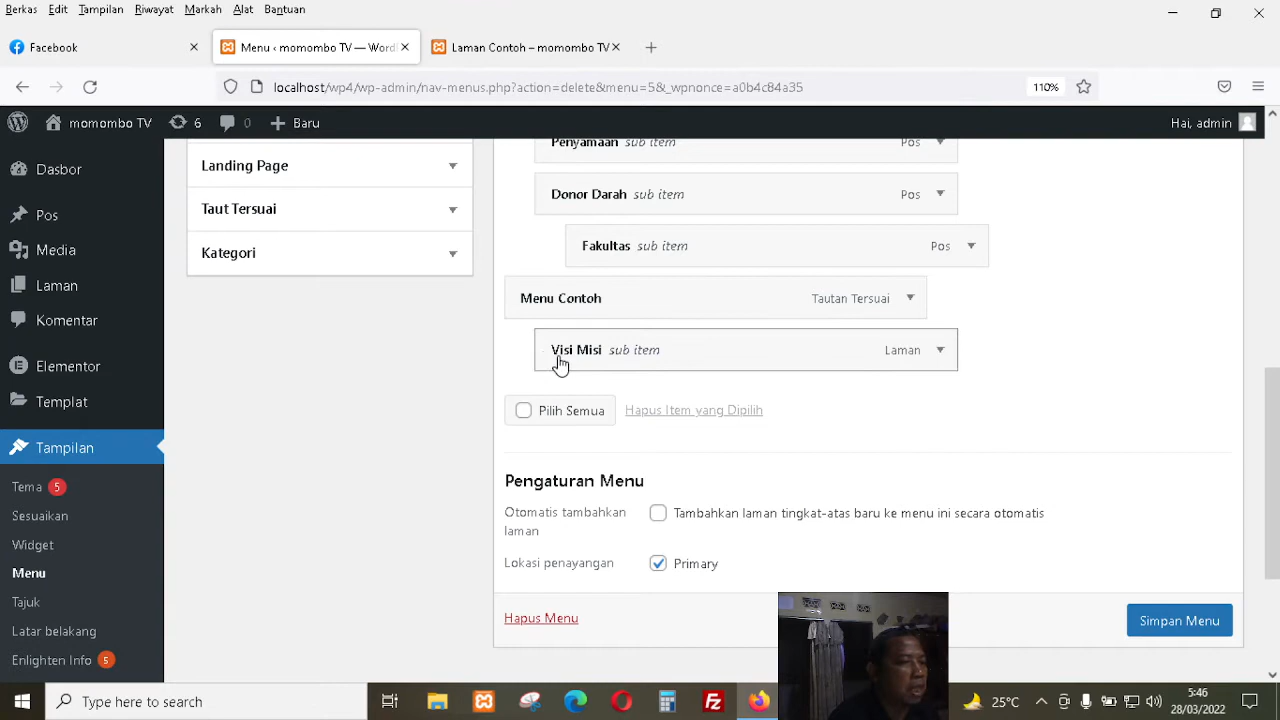 Berkas Edit Tampilan Riwayat Markah Alat Bantuan
Facebook
Menu ‹ momombo TV — Word
Laman Contoh – momombo TV
localhost/wp4/wp-admin/nav-menus.php?action=delete&menu=5&_wpnonce=a0b4c84a35
110%
momombo TV 6 0 Baru Hai, admin
Dasbor
Pos
Media
Laman
Komentar
Elementor
Templat
Tampilan
Tema 5
Sesuaikan
Widget
Menu
Tajuk
Latar belakang
Enlighten Info 5
Landing Page
Taut Tersuai
Kategori
Penyamaan sub item Pos
Donor Darah sub item Pos
Fakultas sub item Pos
Menu Contoh Tautan Tersuai
Visi Misi sub item Laman
Pilih Semua Hapus Item yang Dipilih
Pengaturan Menu
Otomatis tambahkan laman
Tambahkan laman tingkat-atas baru ke menu ini secara otomatis
Lokasi penayangan Primary
Hapus Menu Simpan Menu
Type here to search
25°C
5:46
28/03/2022